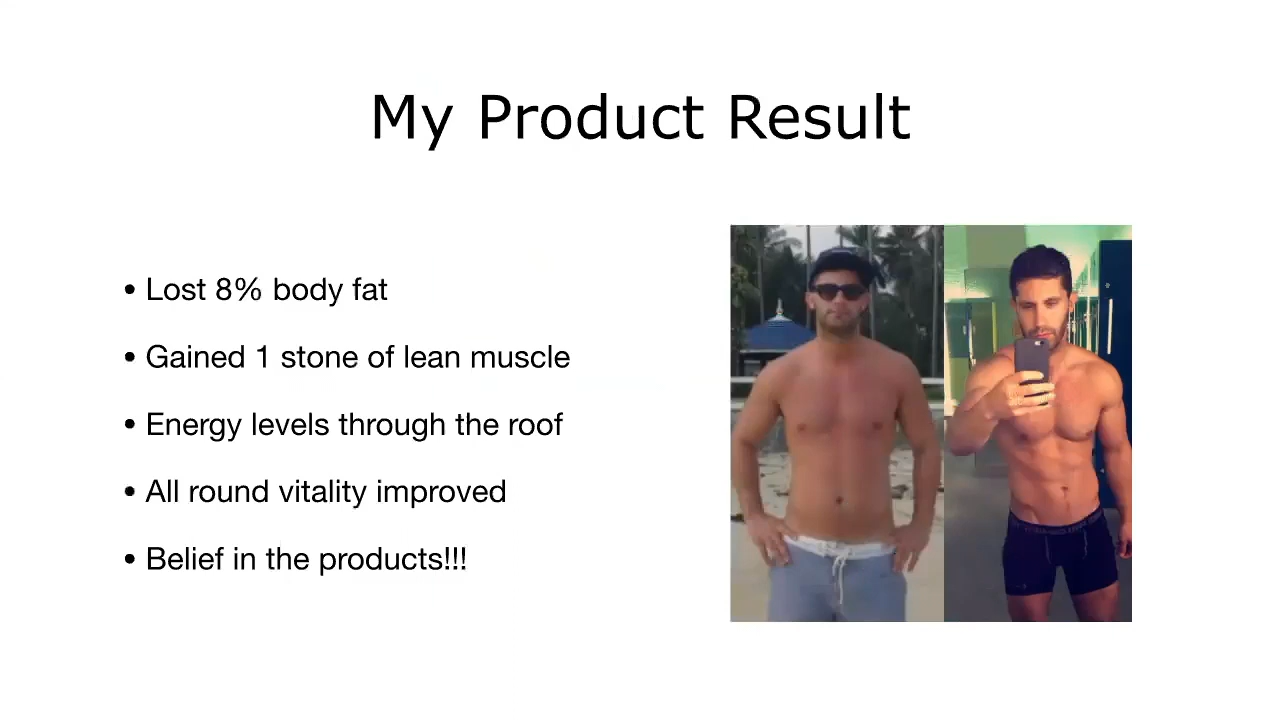 My Product Result
• Lost 8% body fat
• Gained 1 stone of lean muscle
• Energy levels through the roof
• All round vitality improved
• Belief in the products!!!